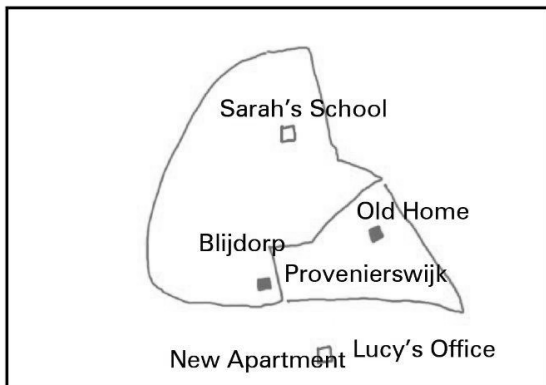 Sarah's School
Old Home
Blijdorp
Provenierswijk
New Apartment
Lucy's Office